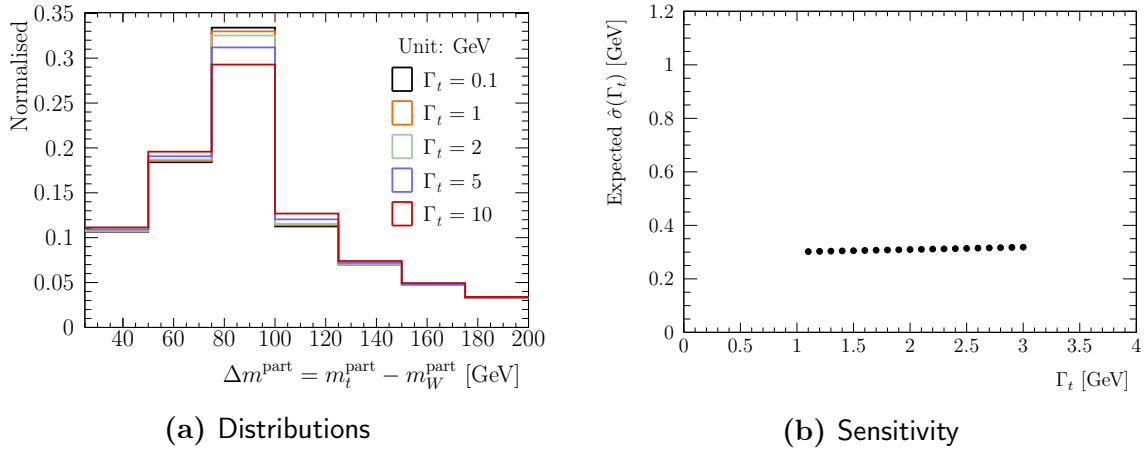 Normalised
0.35
0.3
0.25
0.2
0.15
0.1
0.05
0
40 60 80 100 120 140 160 180 200
Δm^part = m_t^part − m_W^part [GeV]
Unit: GeV
Γ_t = 0.1
Γ_t = 1
Γ_t = 2
Γ_t = 5
Γ_t = 10
(a) Distributions
Expected σ̂(Γ_t) [GeV]
1.2
1
0.8
0.6
0.4
0.2
0
0 0.5 1 1.5 2 2.5 3 3.5 4
Γ_t [GeV]
(b) Sensitivity